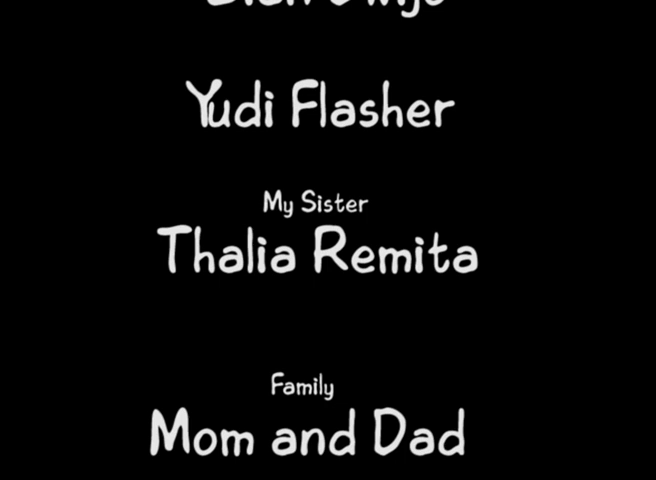 Yudi Flasher
My Sister
Thalia Remita
Family
Mom and Dad